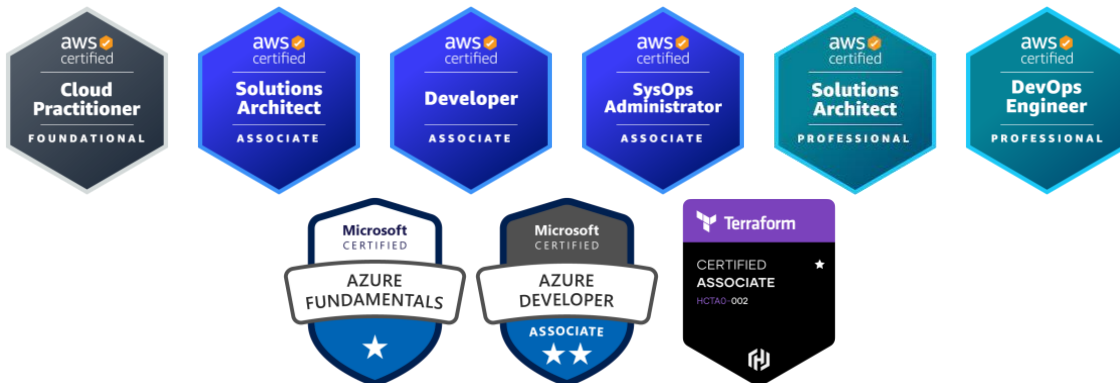 aws
certified
Cloud
Practitioner
FOUNDATIONAL
aws
certified
Solutions
Architect
ASSOCIATE
aws
certified
Developer
ASSOCIATE
aws
certified
SysOps
Administrator
ASSOCIATE
aws
certified
Solutions
Architect
PROFESSIONAL
aws
certified
DevOps
Engineer
PROFESSIONAL
Microsoft
CERTIFIED
AZURE
FUNDAMENTALS
Microsoft
CERTIFIED
AZURE
DEVELOPER
ASSOCIATE
Terraform
CERTIFIED
ASSOCIATE
HCTA0-002